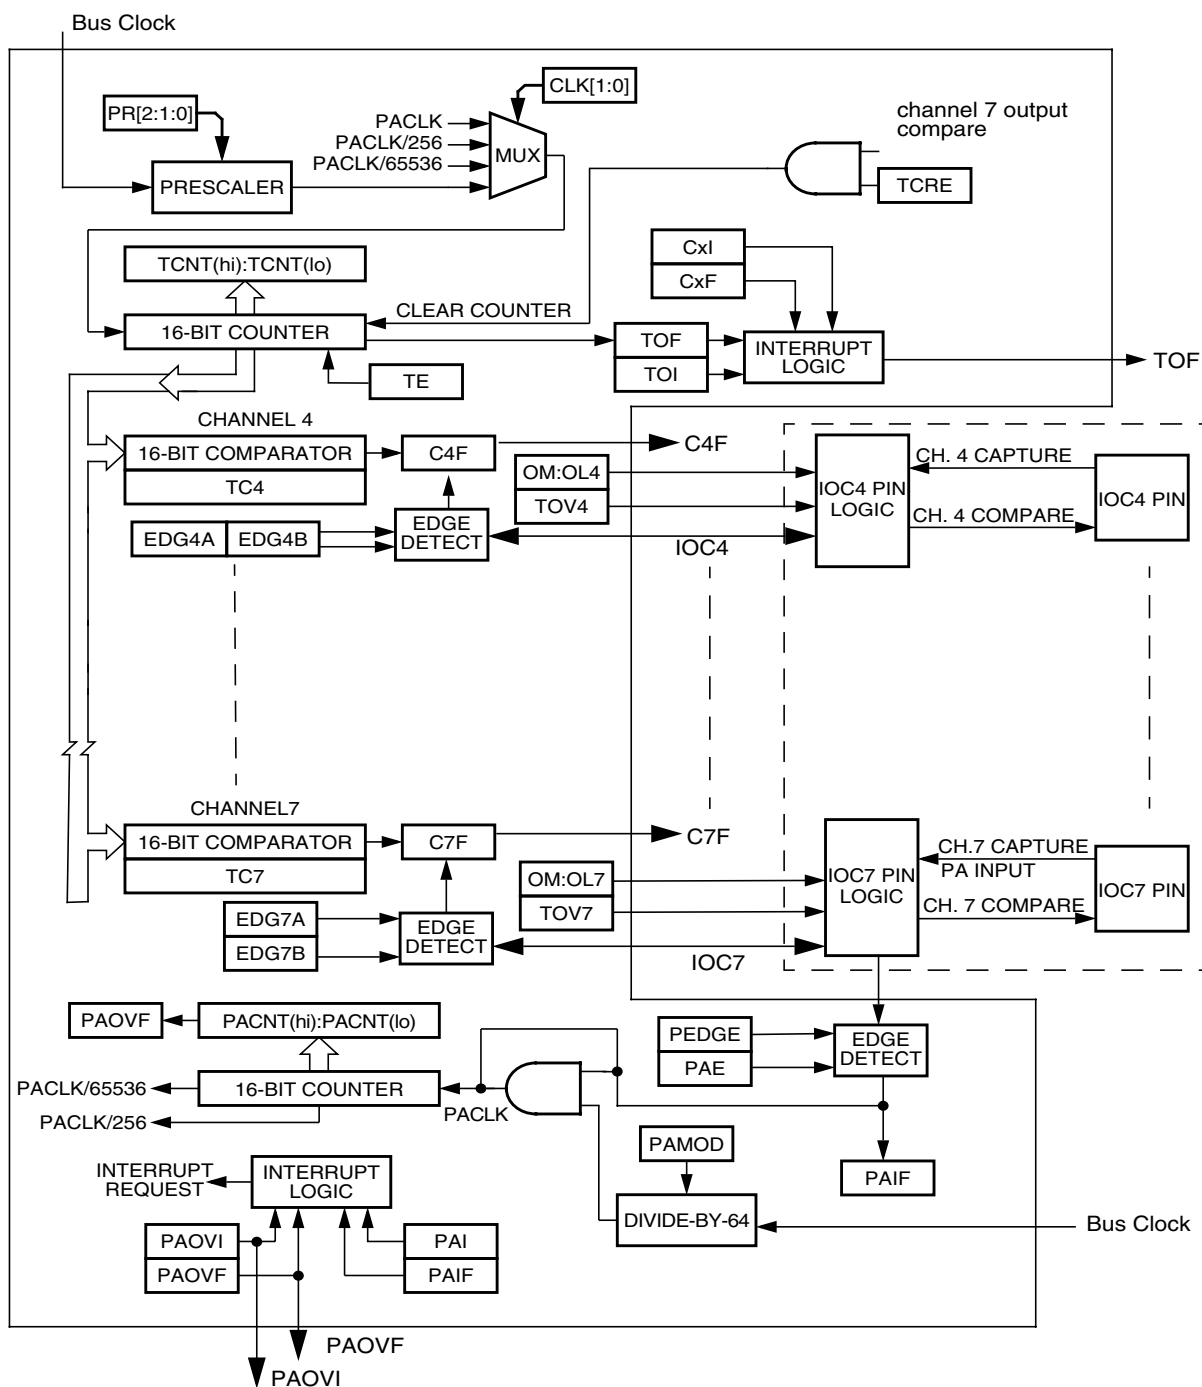 Bus Clock
PR[2:1:0]
CLK[1:0]
PACLK
PACLK/256
PACLK/65536
MUX
PRESCALER
channel 7 output
compare
TCRE
TCNT(hi):TCNT(lo)
CxI
CxF
CLEAR COUNTER
16-BIT COUNTER
TE
TOF
TOI
INTERRUPT
LOGIC
TOF
CHANNEL 4
16-BIT COMPARATOR
TC4
C4F
C4F
EDG4A
EDG4B
EDGE
DETECT
OM:OL4
TOV4
IOC4
IOC4 PIN
LOGIC
CH. 4 CAPTURE
CH. 4 COMPARE
IOC4 PIN
CHANNEL7
16-BIT COMPARATOR
TC7
C7F
C7F
EDG7A
EDG7B
EDGE
DETECT
OM:OL7
TOV7
IOC7
IOC7 PIN
LOGIC
CH.7 CAPTURE
PA INPUT
CH. 7 COMPARE
IOC7 PIN
PAOVF
PACNT(hi):PACNT(lo)
PEDGE
PAE
EDGE
DETECT
PACLK/65536
16-BIT COUNTER
PACLK
PACLK/256
PAMOD
PAIF
INTERRUPT
REQUEST
INTERRUPT
LOGIC
DIVIDE-BY-64
Bus Clock
PAOVI
PAOVF
PAI
PAIF
PAOVF
PAOVI